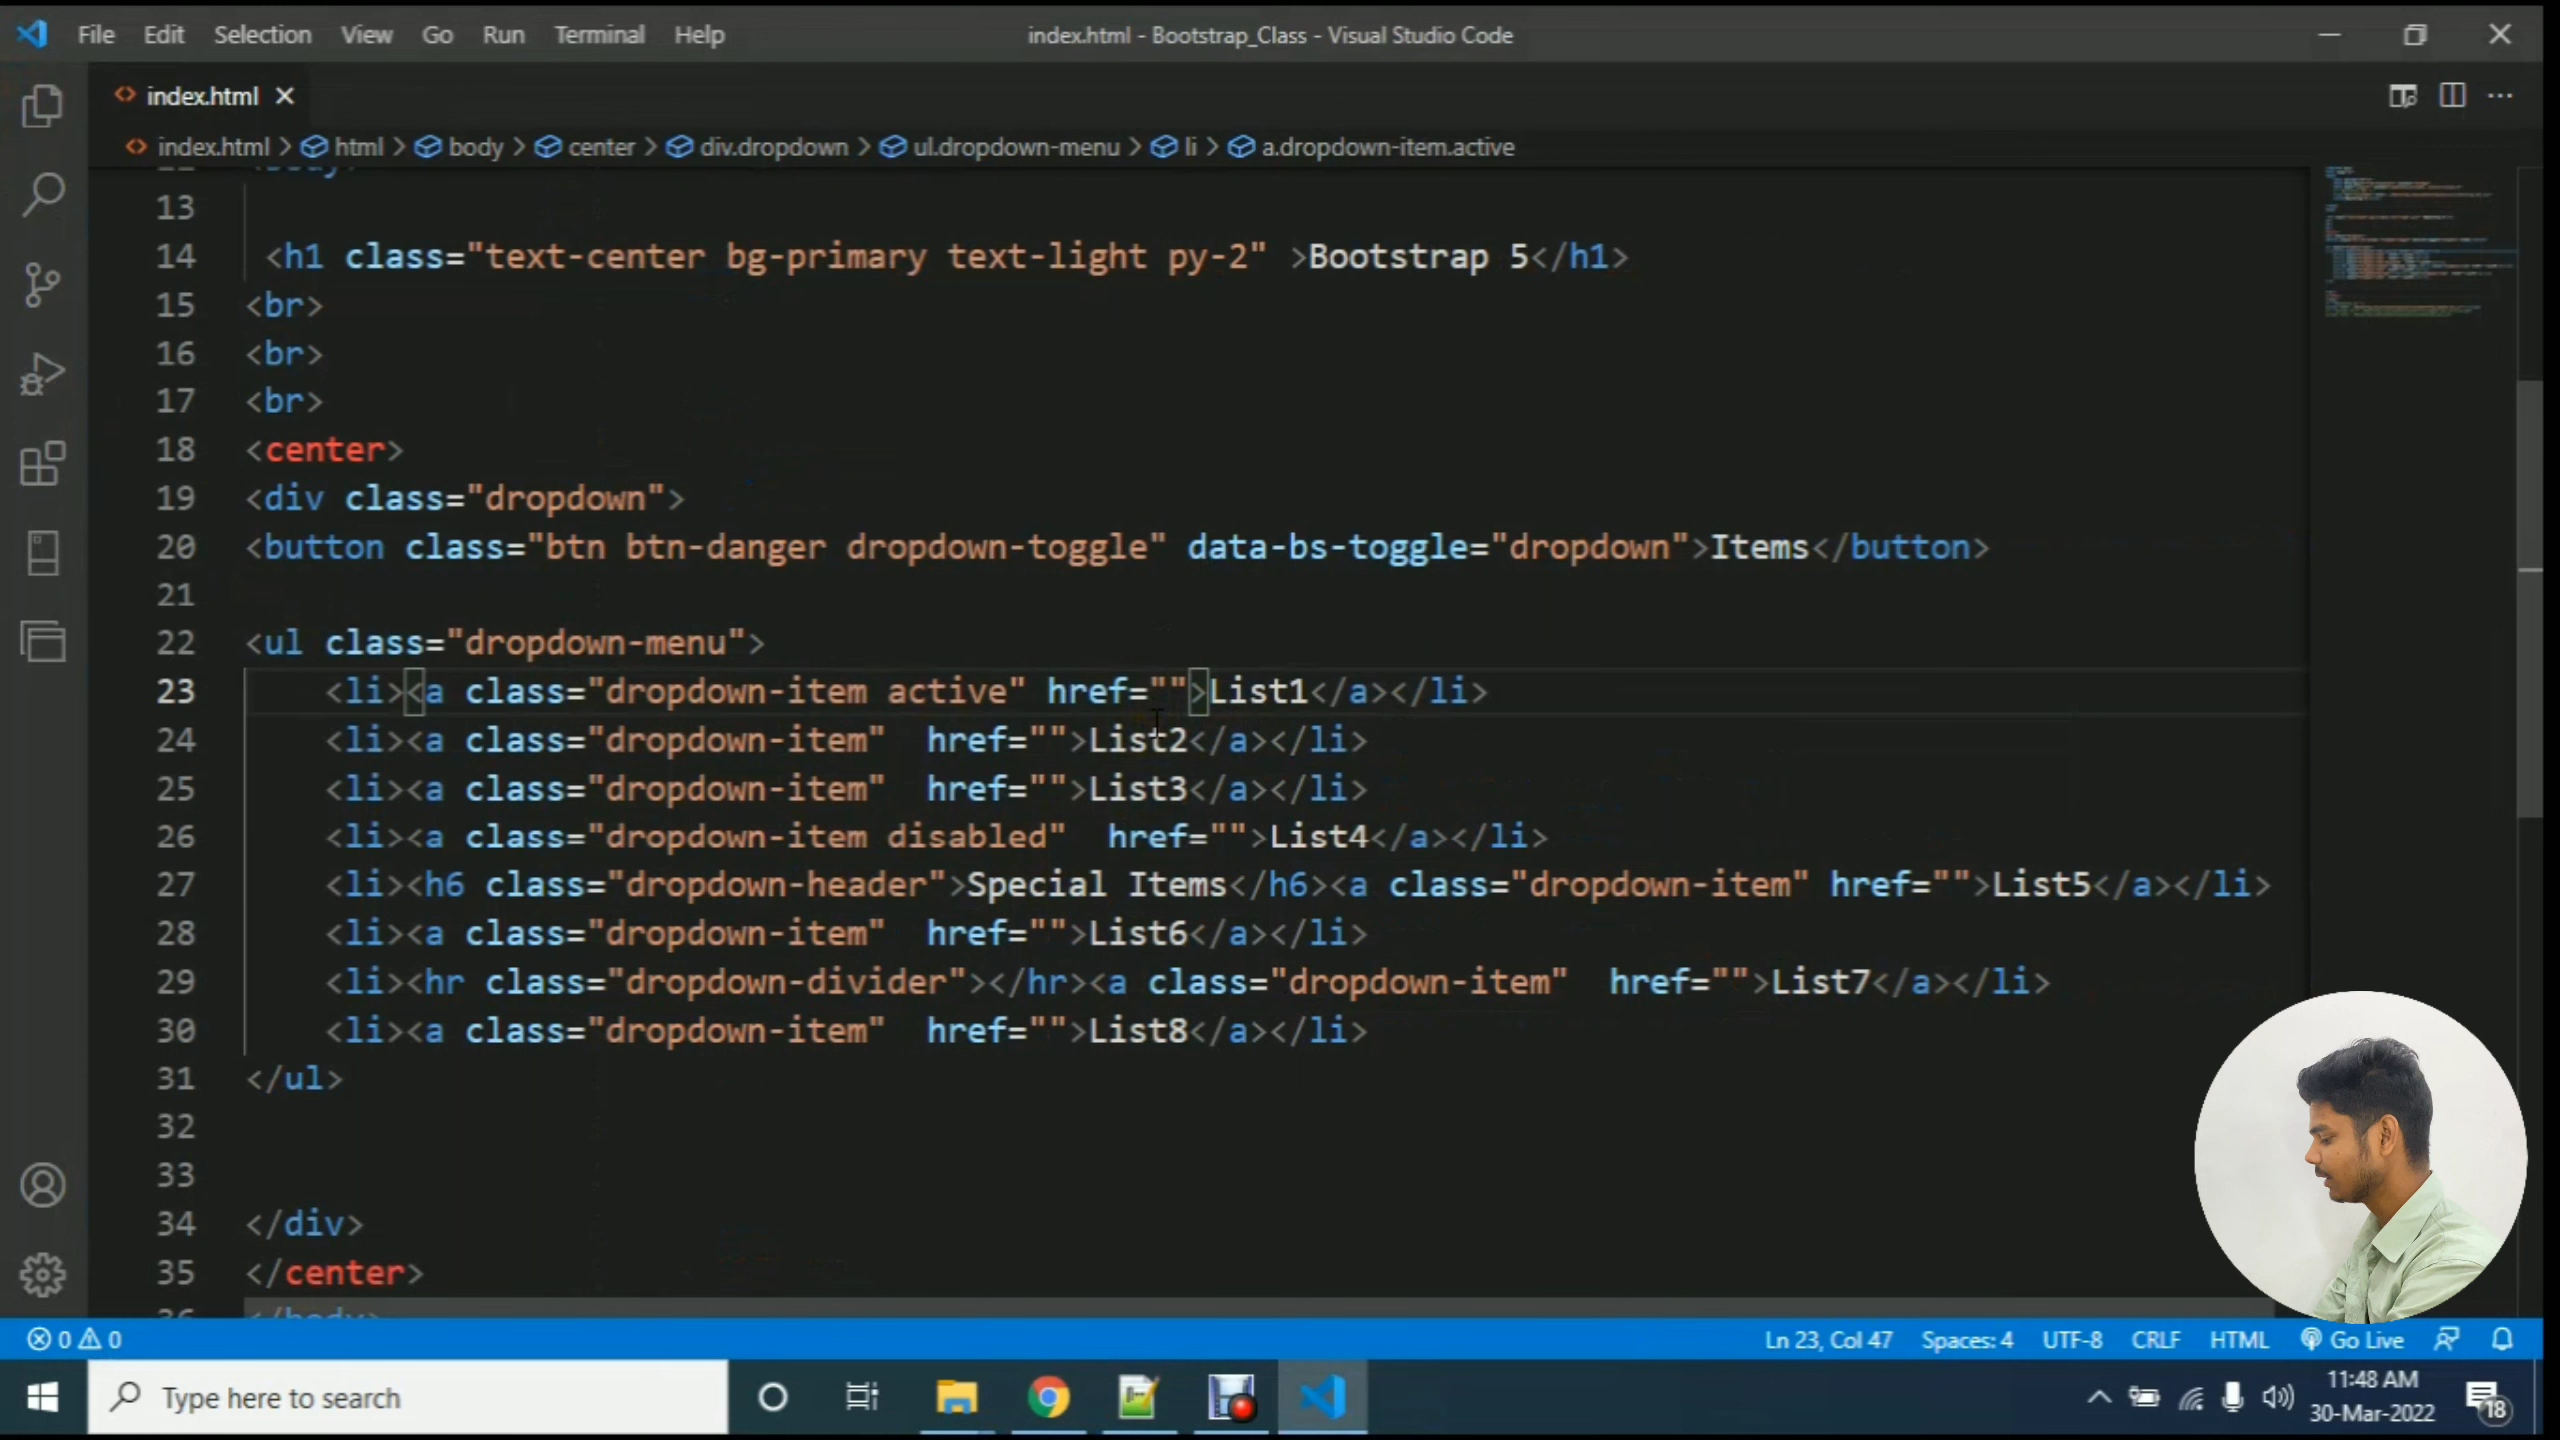 File Edit Selection View Go Run Terminal Help index.html - Bootstrap_Class - Visual Studio Code
index.html
index.html > html > body > center > div.dropdown > ul.dropdown-menu > li > a.dropdown-item.active
13
14 <h1 class="text-center bg-primary text-light py-2" >Bootstrap 5</h1>
15 <br>
16 <br>
17 <br>
18 <center>
19 <div class="dropdown">
20 <button class="btn btn-danger dropdown-toggle" data-bs-toggle="dropdown">Items</button>
21
22 <ul class="dropdown-menu">
23 <li><a class="dropdown-item active" href="">List1</a></li>
24 <li><a class="dropdown-item"  href="">List2</a></li>
25 <li><a class="dropdown-item"  href="">List3</a></li>
26 <li><a class="dropdown-item disabled"  href="">List4</a></li>
27 <li><h6 class="dropdown-header">Special Items</h6><a class="dropdown-item" href="">List5</a></li>
28 <li><a class="dropdown-item"  href="">List6</a></li>
29 <li><hr class="dropdown-divider"></hr><a class="dropdown-item"  href="">List7</a></li>
30 <li><a class="dropdown-item"  href="">List8</a></li>
31 </ul>
32
33
34 </div>
35 </center>
0 0 Ln 23, Col 47 Spaces: 4 UTF-8 CRLF HTML Go Live
Type here to search
11:48 AM
30-Mar-2022
18